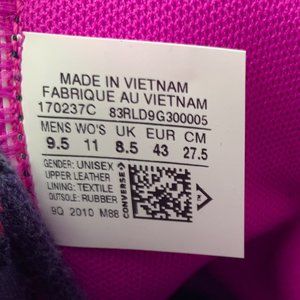 MADE IN VIETNAM
FABRIQUE AU VIETNAM
170237C 83RLD9G300005
MENS WO'S UK EUR CM
9.5 11 8.5 43 27.5
GENDER: UNISEX
UPPER: LEATHER
LINING: TEXTILE
OUTSOLE: RUBBER
9Q 2010 M88
CONVERSE